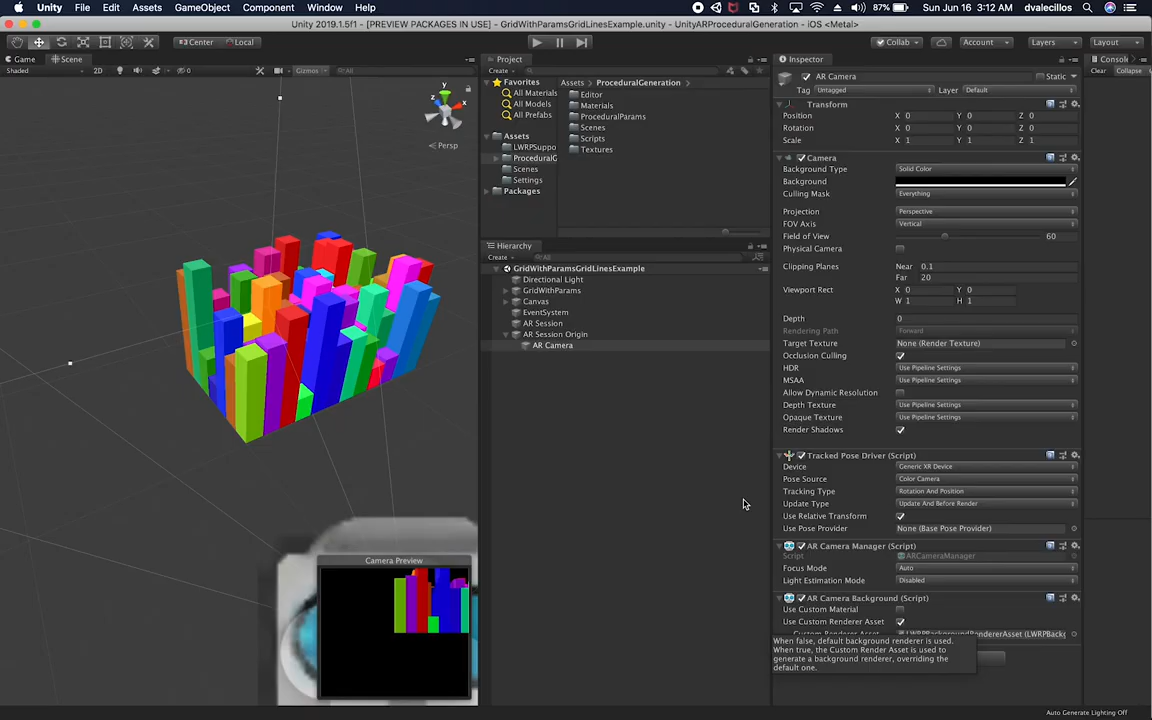 Unity File Edit Assets GameObject Component Window Help 87% Sun Jun 16 3:12 AM dvalecillos
Unity 2019.1.5f1 - [PREVIEW PACKAGES IN USE] - GridWithParamsGridLinesExample.unity - UnityARProceduralGeneration - iOS <Metal>
Center Local Collab Account Layers Layout
Game Scene
Shaded 2D 0 Gizmos All
y
z x
Persp
Camera Preview
Project
Create
Favorites
All Materials
All Models
All Prefabs
Assets
LWRPSuppo
ProceduralG
Scenes
Settings
Packages
Assets ProceduralGeneration
Editor
Materials
ProceduralParams
Scenes
Scripts
Textures
Hierarchy
Create All
GridWithParamsGridLinesExample
Directional Light
GridWithParams
Canvas
EventSystem
AR Session
AR Session Origin
AR Camera
Inspector
AR Camera Static
Tag Untagged Layer Default
Transform
Position X 0 Y 0 Z 0
Rotation X 0 Y 0 Z 0
Scale X 1 Y 1 Z 1
Camera
Background Type Solid Color
Background
Culling Mask Everything
Projection Perspective
FOV Axis Vertical
Field of View 60
Physical Camera
Clipping Planes Near 0.1
Far 20
Viewport Rect X 0 Y 0
W 1 H 1
Depth 0
Rendering Path Forward
Target Texture None (Render Texture)
Occlusion Culling
HDR Use Pipeline Settings
MSAA Use Pipeline Settings
Allow Dynamic Resolution
Depth Texture Use Pipeline Settings
Opaque Texture Use Pipeline Settings
Render Shadows
Tracked Pose Driver (Script)
Device Generic XR Device
Pose Source Color Camera
Tracking Type Rotation And Position
Update Type Update And Before Render
Use Relative Transform
Use Pose Provider None (Base Pose Provider)
AR Camera Manager (Script)
Script ARCameraManager
Focus Mode Auto
Light Estimation Mode Disabled
AR Camera Background (Script)
Use Custom Material
Use Custom Renderer Asset
Custom Renderer Asset LWRPBackgroundRendererAsset (LWRPBackg
When false, default background renderer is used.
When true, the Custom Render Asset is used to
generate a background renderer, overriding the
default one.
Consol
Clear Collapse
Auto Generate Lighting Off